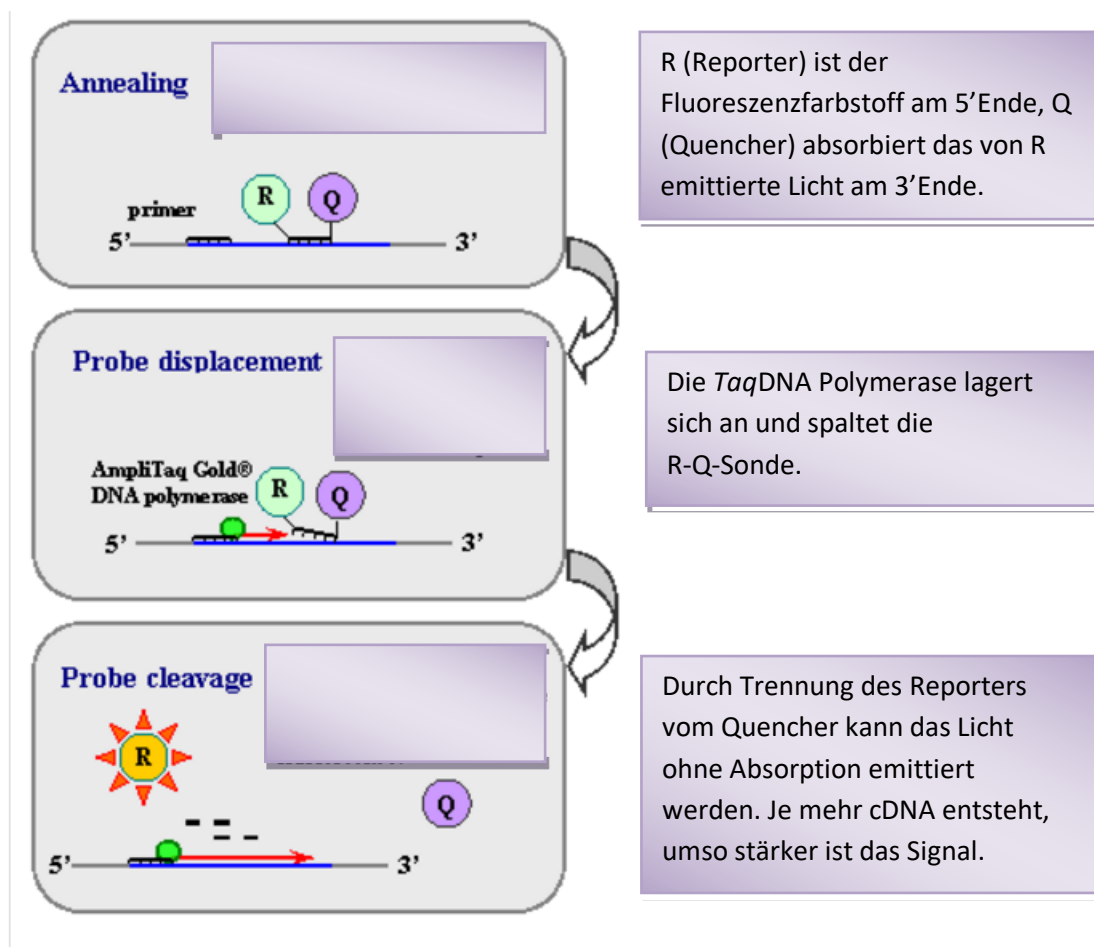 Annealing
R
Q
primer
5'
3'
R (Reporter) ist der
Fluoreszenzfarbstoff am 5’Ende, Q
(Quencher) absorbiert das von R
emittierte Licht am 3’Ende.
Probe displacement
AmpliTaq Gold®
DNA polymerase
R
Q
5'
3'
Die TaqDNA Polymerase lagert
sich an und spaltet die
R-Q-Sonde.
Probe cleavage
R
Q
5'
3'
Durch Trennung des Reporters
vom Quencher kann das Licht
ohne Absorption emittiert
werden. Je mehr cDNA entsteht,
umso stärker ist das Signal.